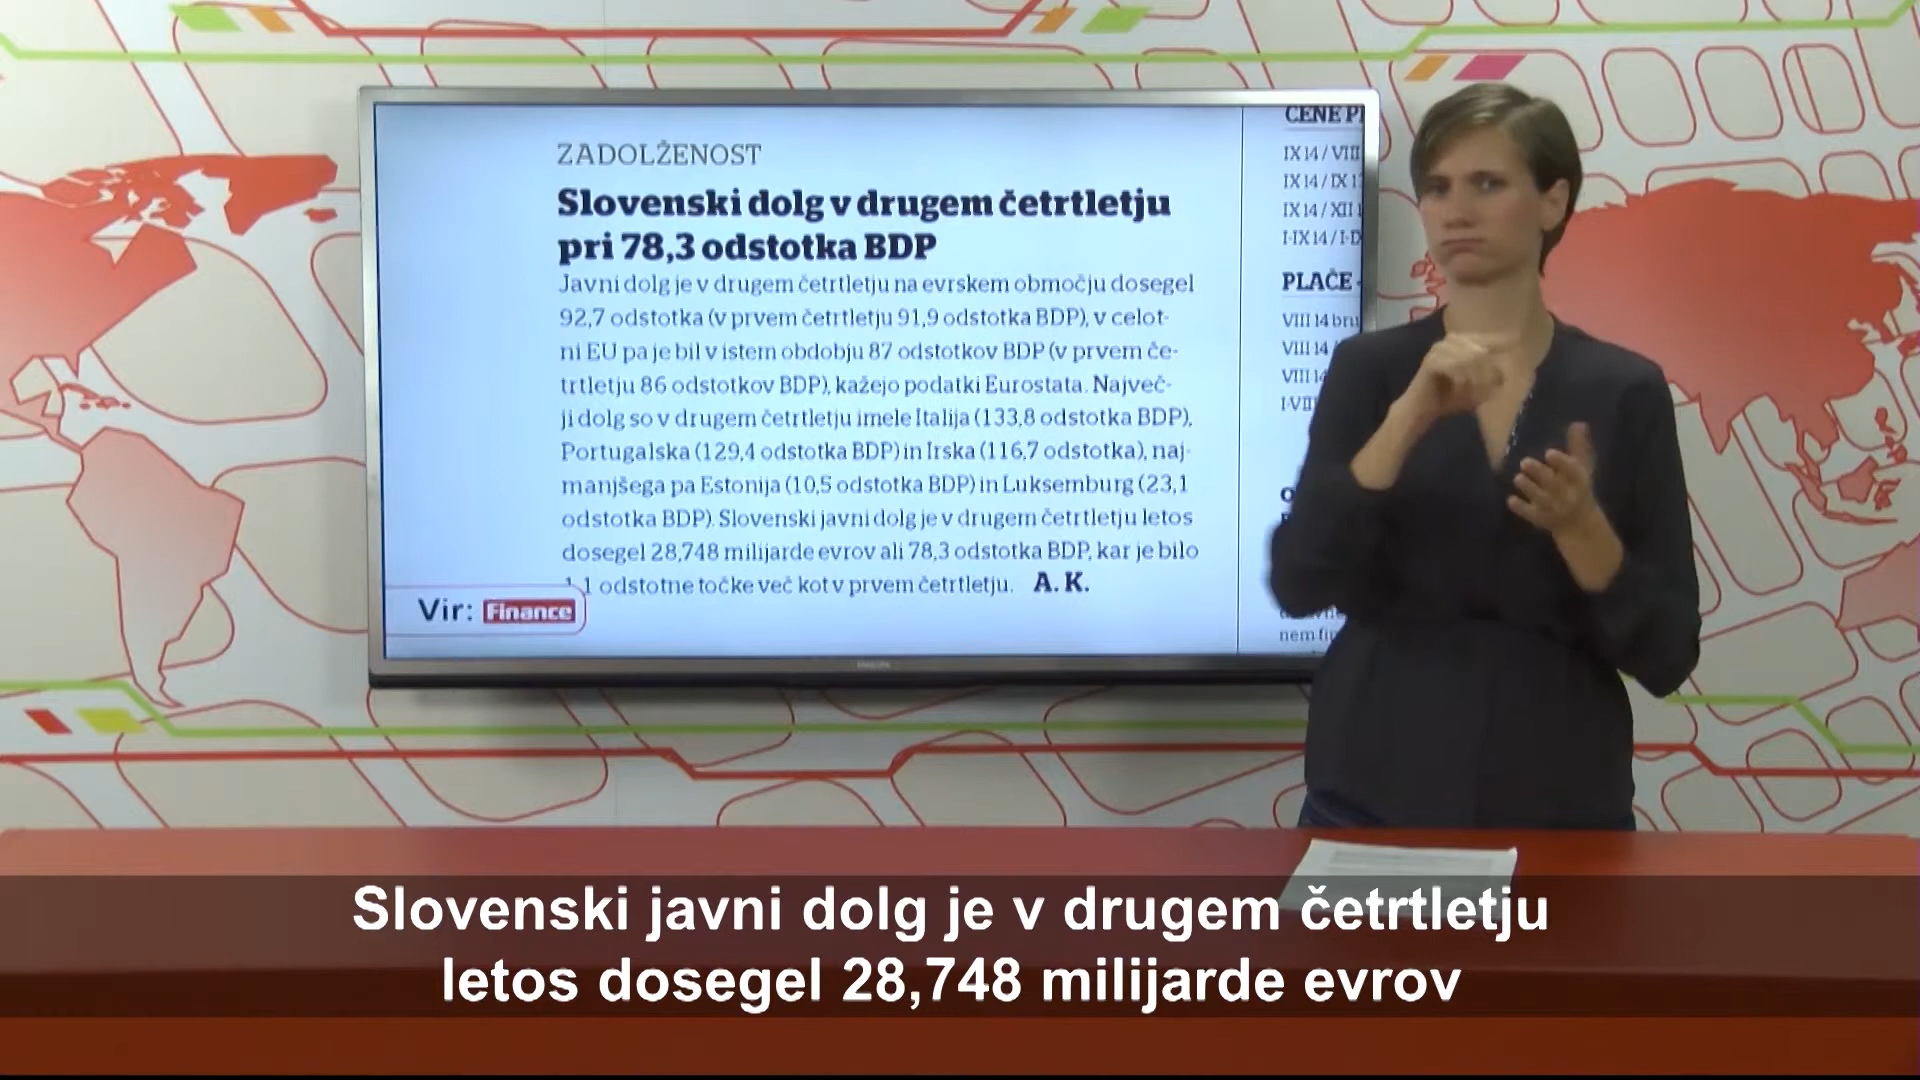 ZADOLŽENOST
Slovenski dolg v drugem četrtletju
pri 78,3 odstotka BDP
Javni dolg je v drugem četrtletju na evrskem območju dosegel
92,7 odstotka (v prvem četrtletju 91,9 odstotka BDP), v celot-
ni EU pa je bil v istem obdobju 87 odstotkov BDP (v prvem če-
trtletju 86 odstotkov BDP), kažejo podatki Eurostata. Največ-
ji dolg so v drugem četrtletju imele Italija (133,8 odstotka BDP),
Portugalska (129,4 odstotka BDP) in Irska (116,7 odstotka), naj-
manjšega pa Estonija (10,5 odstotka BDP) in Luksemburg (23,1
odstotka BDP). Slovenski javni dolg je v drugem četrtletju letos
dosegel 28,748 milijarde evrov ali 78,3 odstotka BDP, kar je bilo
1,1 odstotne točke več kot v prvem četrtletju. A. K.
Vir: Finance
CENE
IX 14 / VIII
IX 14 / IX
IX 14 / XII
I-IX 14 /
PLAČE
VIII 14 bru
VIII 14
VIII
nem
PHILIPS
Slovenski javni dolg je v drugem četrtletju
letos dosegel 28,748 milijarde evrov